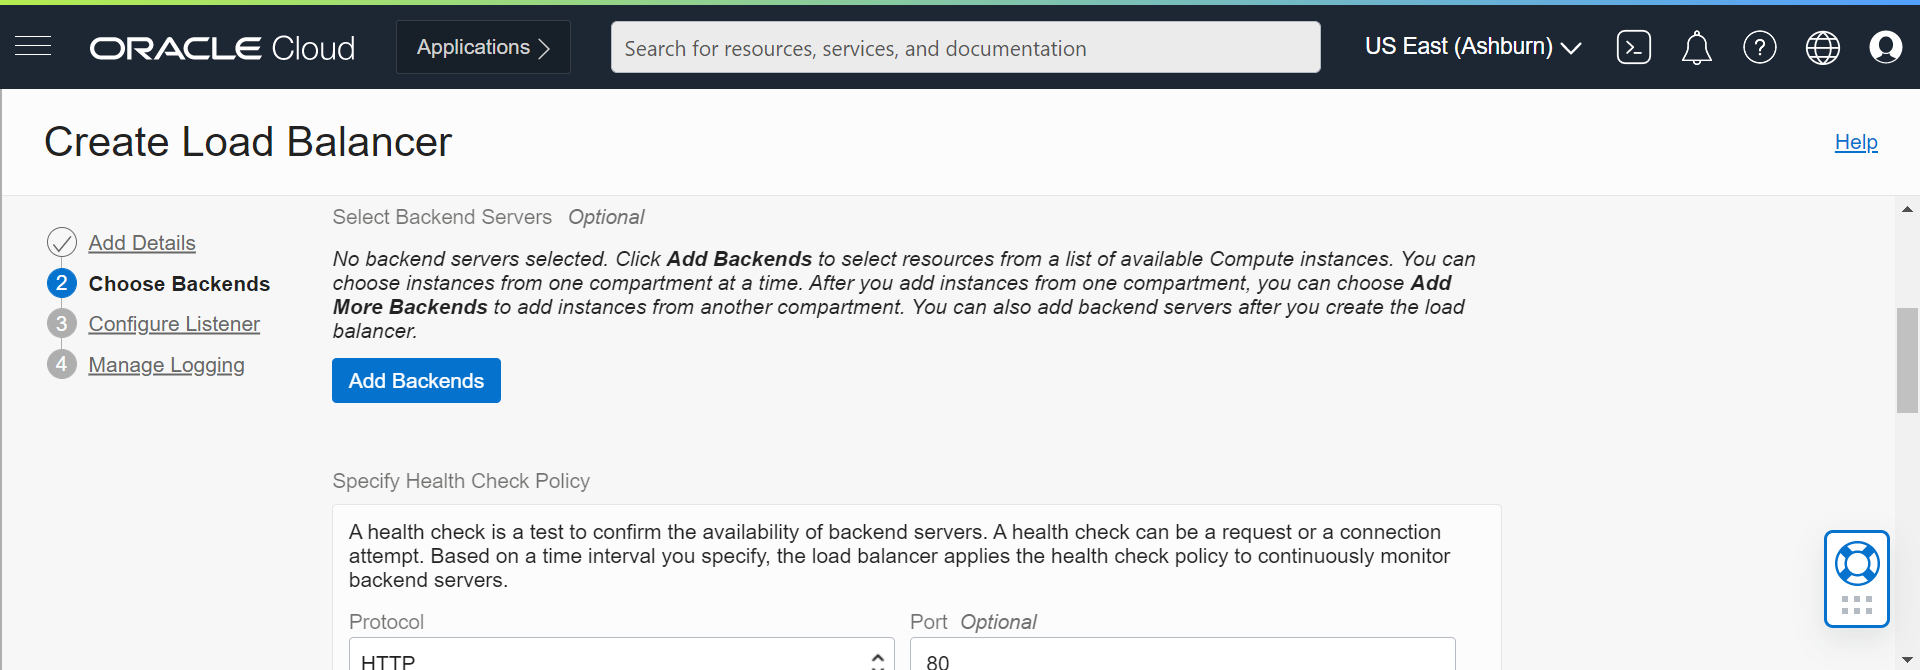 ORACLE Cloud
Applications
Search for resources, services, and documentation
US East (Ashburn)
Create Load Balancer
Help
Add Details
2 Choose Backends
3 Configure Listener
4 Manage Logging
Select Backend Servers Optional
No backend servers selected. Click Add Backends to select resources from a list of available Compute instances. You can
choose instances from one compartment at a time. After you add instances from one compartment, you can choose Add
More Backends to add instances from another compartment. You can also add backend servers after you create the load
balancer.
Add Backends
Specify Health Check Policy
A health check is a test to confirm the availability of backend servers. A health check can be a request or a connection
attempt. Based on a time interval you specify, the load balancer applies the health check policy to continuously monitor
backend servers.
Protocol
HTTP
Port Optional
80